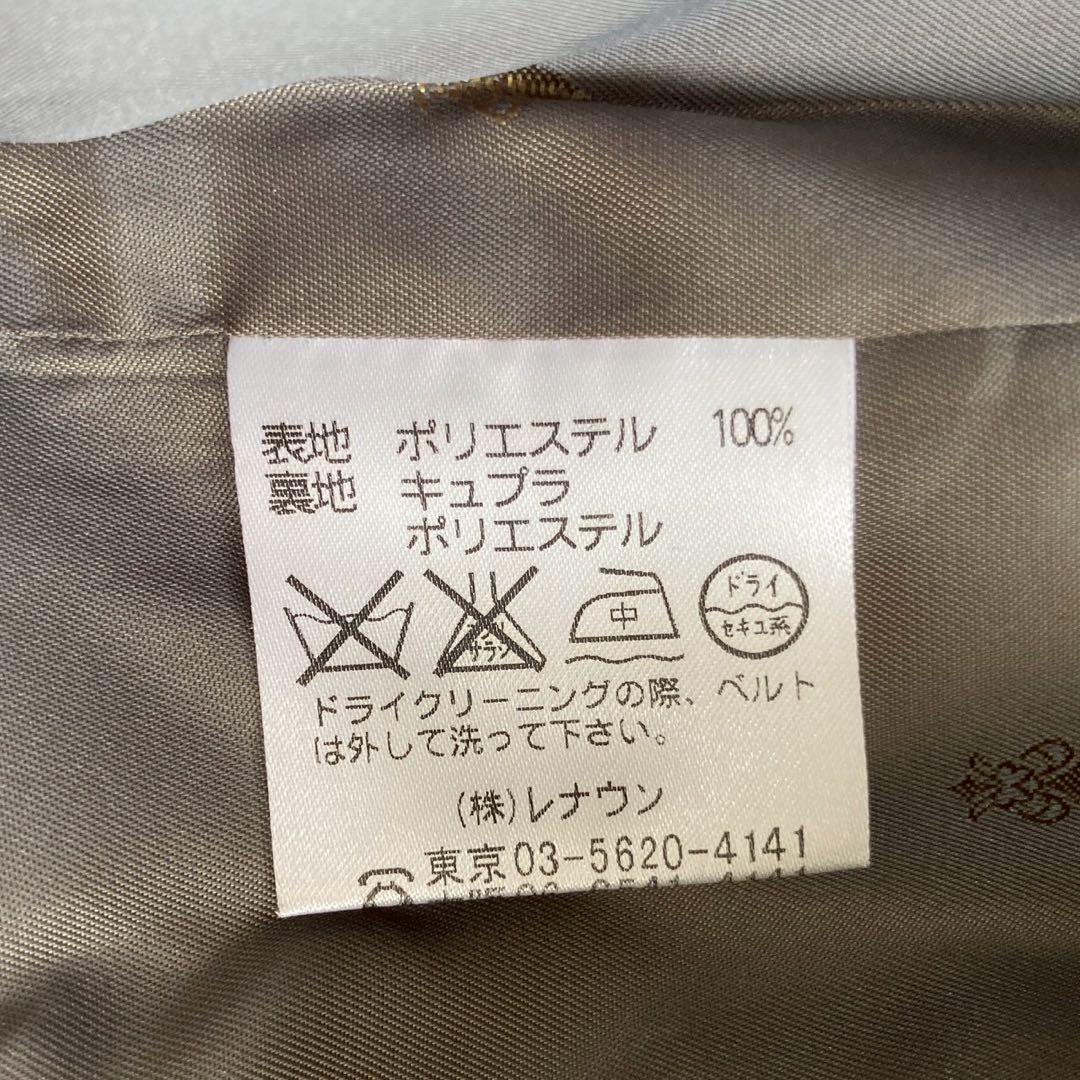 表地 ポリエステル 100%
裏地 キュプラ
ポリエステル
中
ドライ
セキユ系
ドライクリーニングの際、ベルト
は外して洗って下さい。
(株)レナウン
東京03-5620-4141